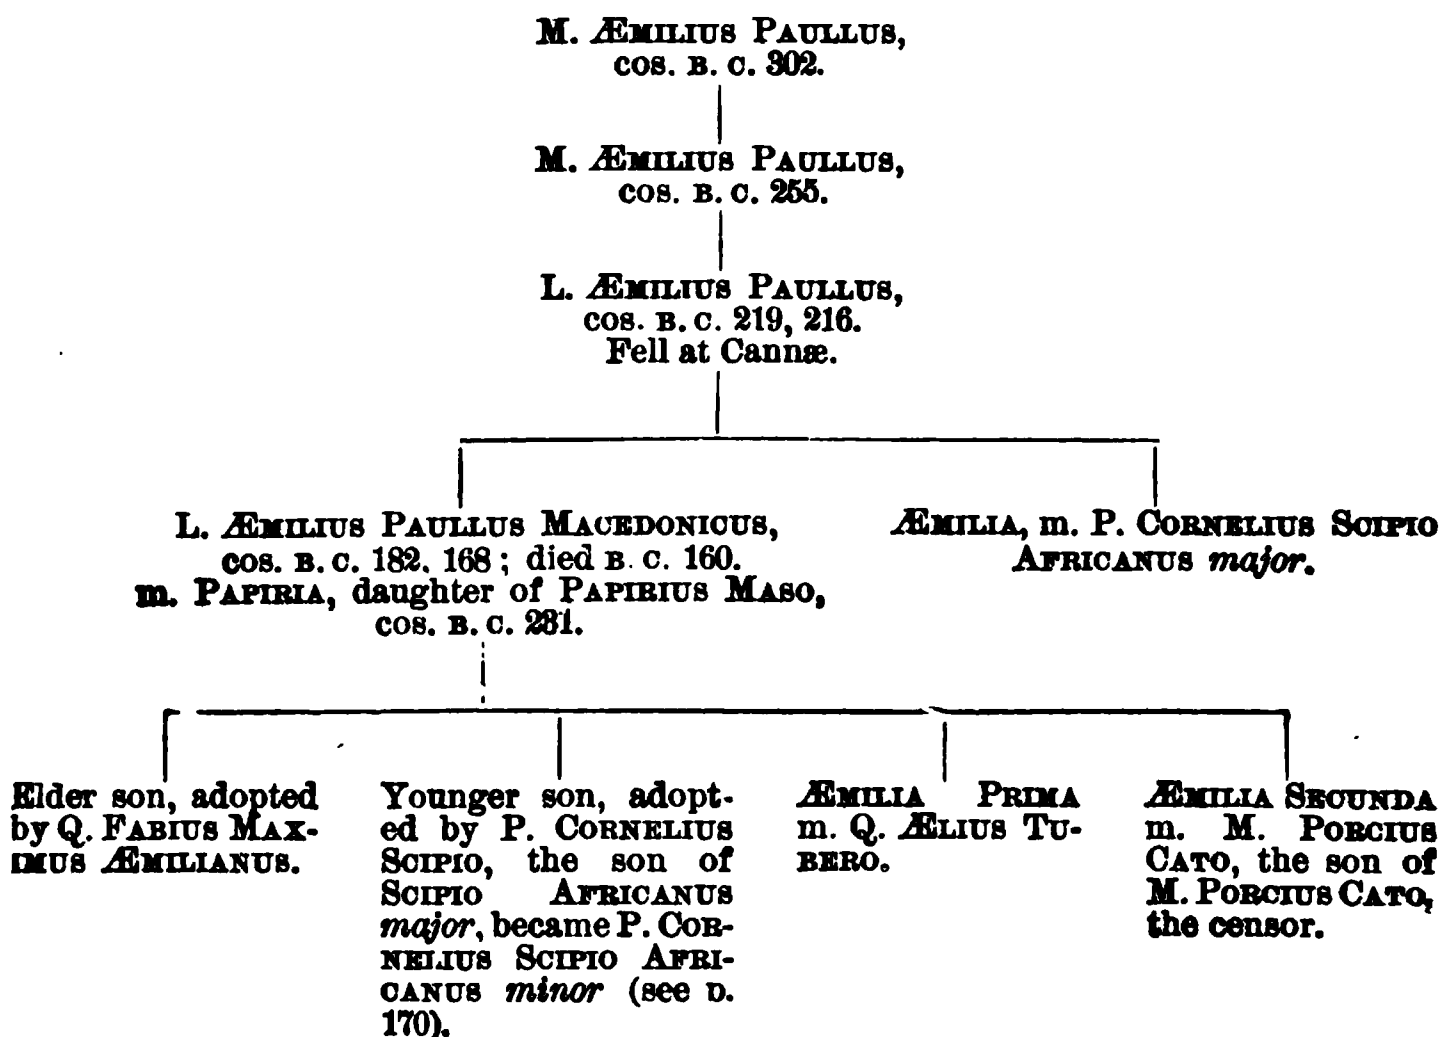 M. ÆMILIUS PAULLUS,
COS. B. C. 302.
M. ÆMILIUS PAULLUS,
COS. B. C. 255.
L. ÆMILIUS PAULLUS,
COS. B. C. 219, 216.
Fell at Cannæ.
L. ÆMILIUS PAULLUS MACEDONICUS,
COS. B. C. 182, 168; died B. C. 160.
m. PAPIRIA, daughter of PAPIRIUS MASO,
COS. B. C. 231.
ÆMILIA, m. P. CORNELIUS SCIPIO
AFRICANUS major.
Elder son, adopted
by Q. FABIUS MAX-
IMUS ÆMILIANUS.
Younger son, adopt-
ed by P. CORNELIUS
SCIPIO, the son of
SCIPIO AFRICANUS
major, became P. COR-
NELIUS SCIPIO AFRI-
CANUS minor (see p.
170).
ÆMILIA PRIMA
m. Q. ÆLIUS TU-
BERO.
ÆMILIA SECUNDA
m. M. PORCIUS
CATO, the son of
M. PORCIUS CATO,
the censor.